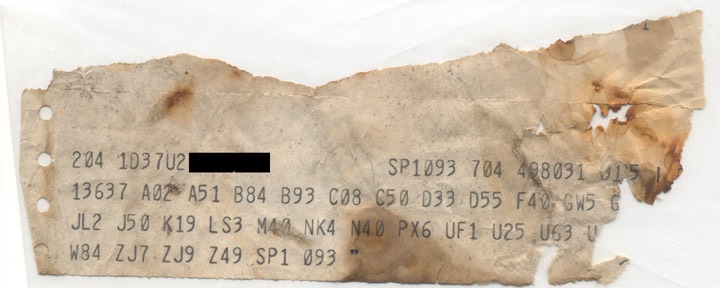 204 1D37U2 SP1093 704 498031
13637 A02 A51 B84 B93 C08 C50 D33 D55 F40 GW5 G
JL2 J50 K19 LS3 M40 NK4 N40 PX6 UF1 U25 U63 U
W84 ZJ7 ZJ9 Z49 SP1 093 "